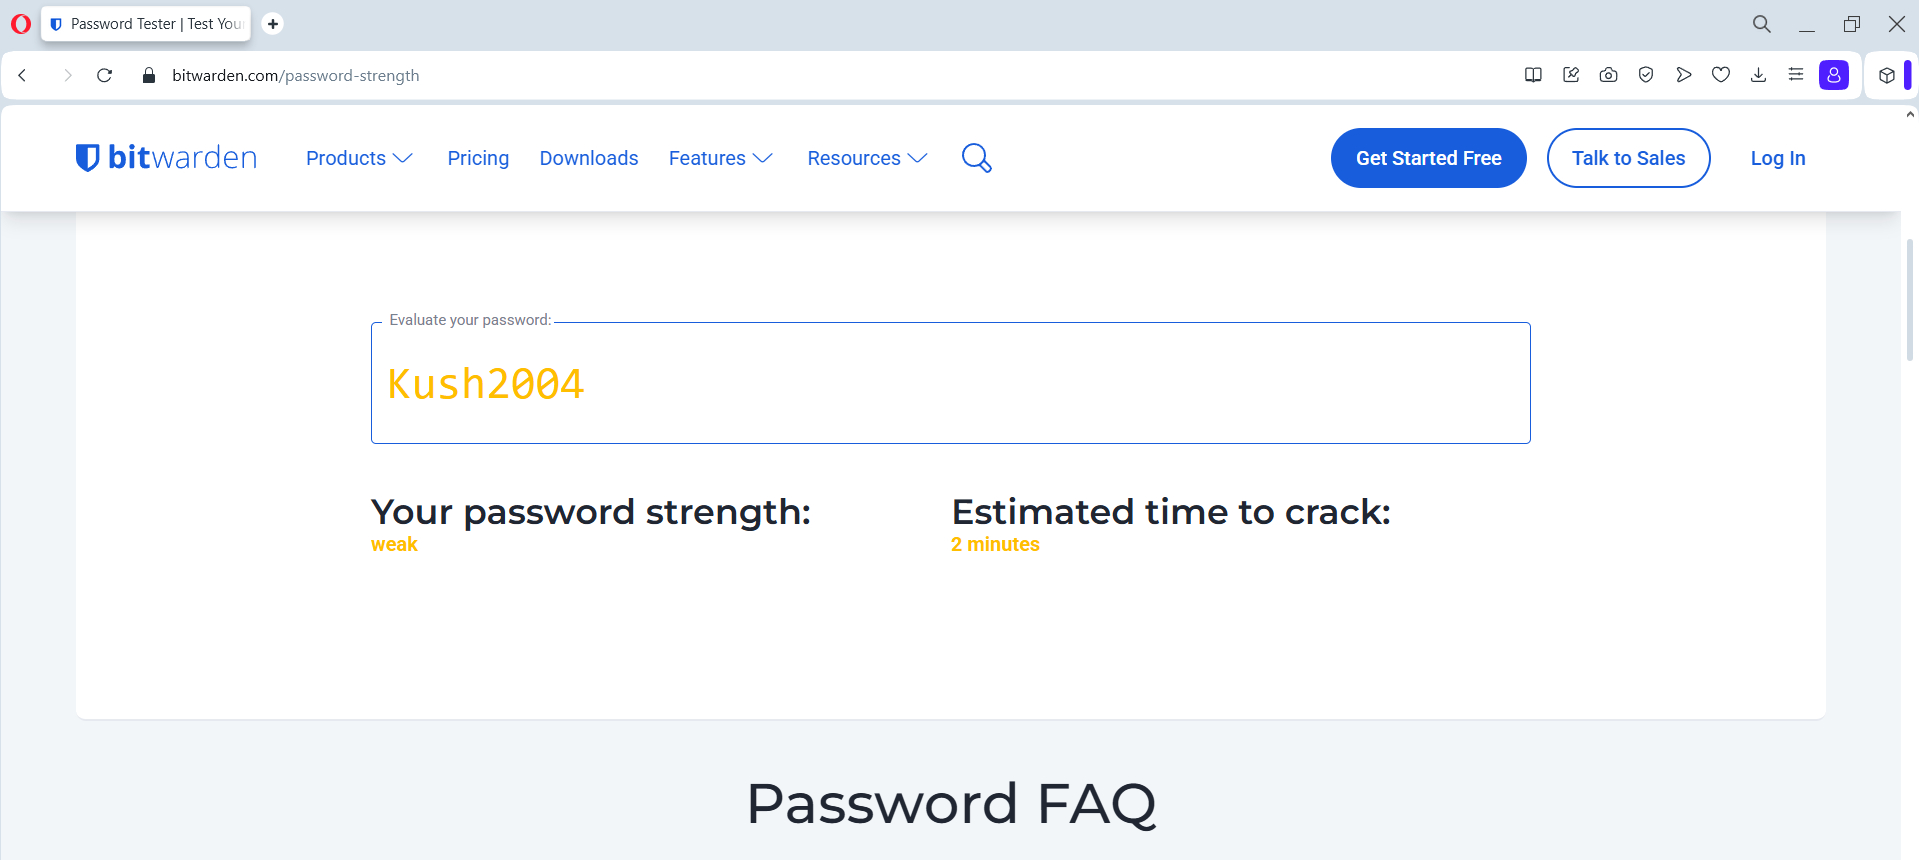 Password Tester | Test You
bitwarden.com/password-strength
bitwarden
Products
Pricing
Downloads
Features
Resources
Get Started Free
Talk to Sales
Log In
Evaluate your password:
Kush2004
Your password strength:
weak
Estimated time to crack:
2 minutes
Password FAQ